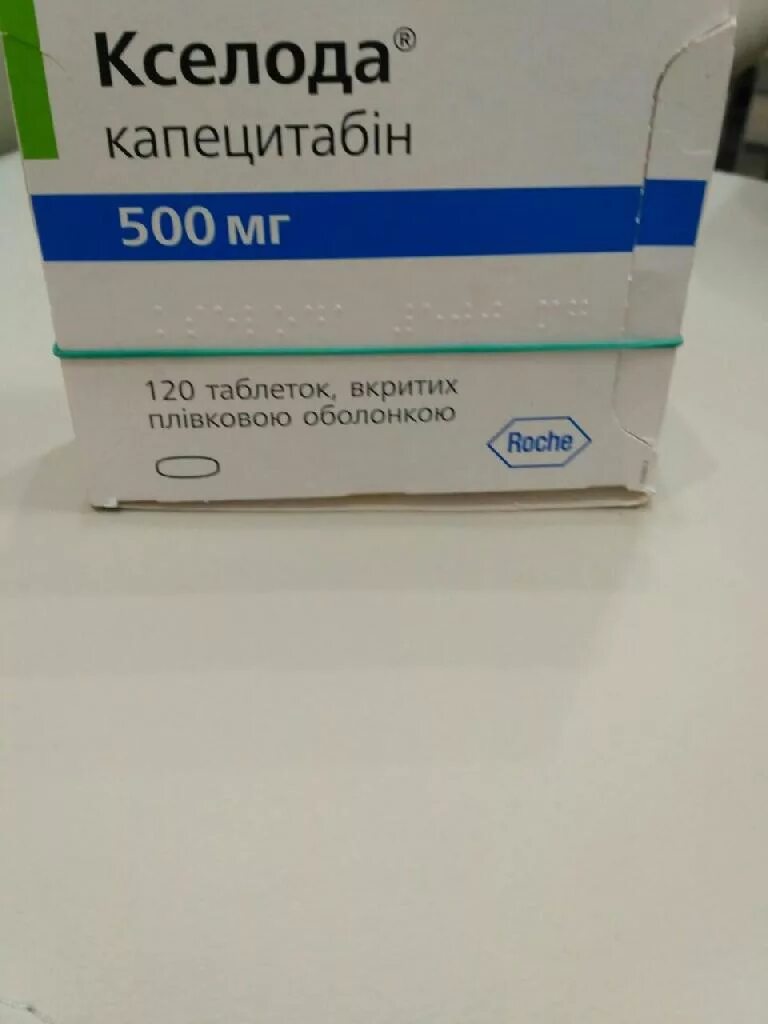 Кселода®
капецитабін
500 мг
120 таблеток, вкритих
плівковою оболонкою
Roche